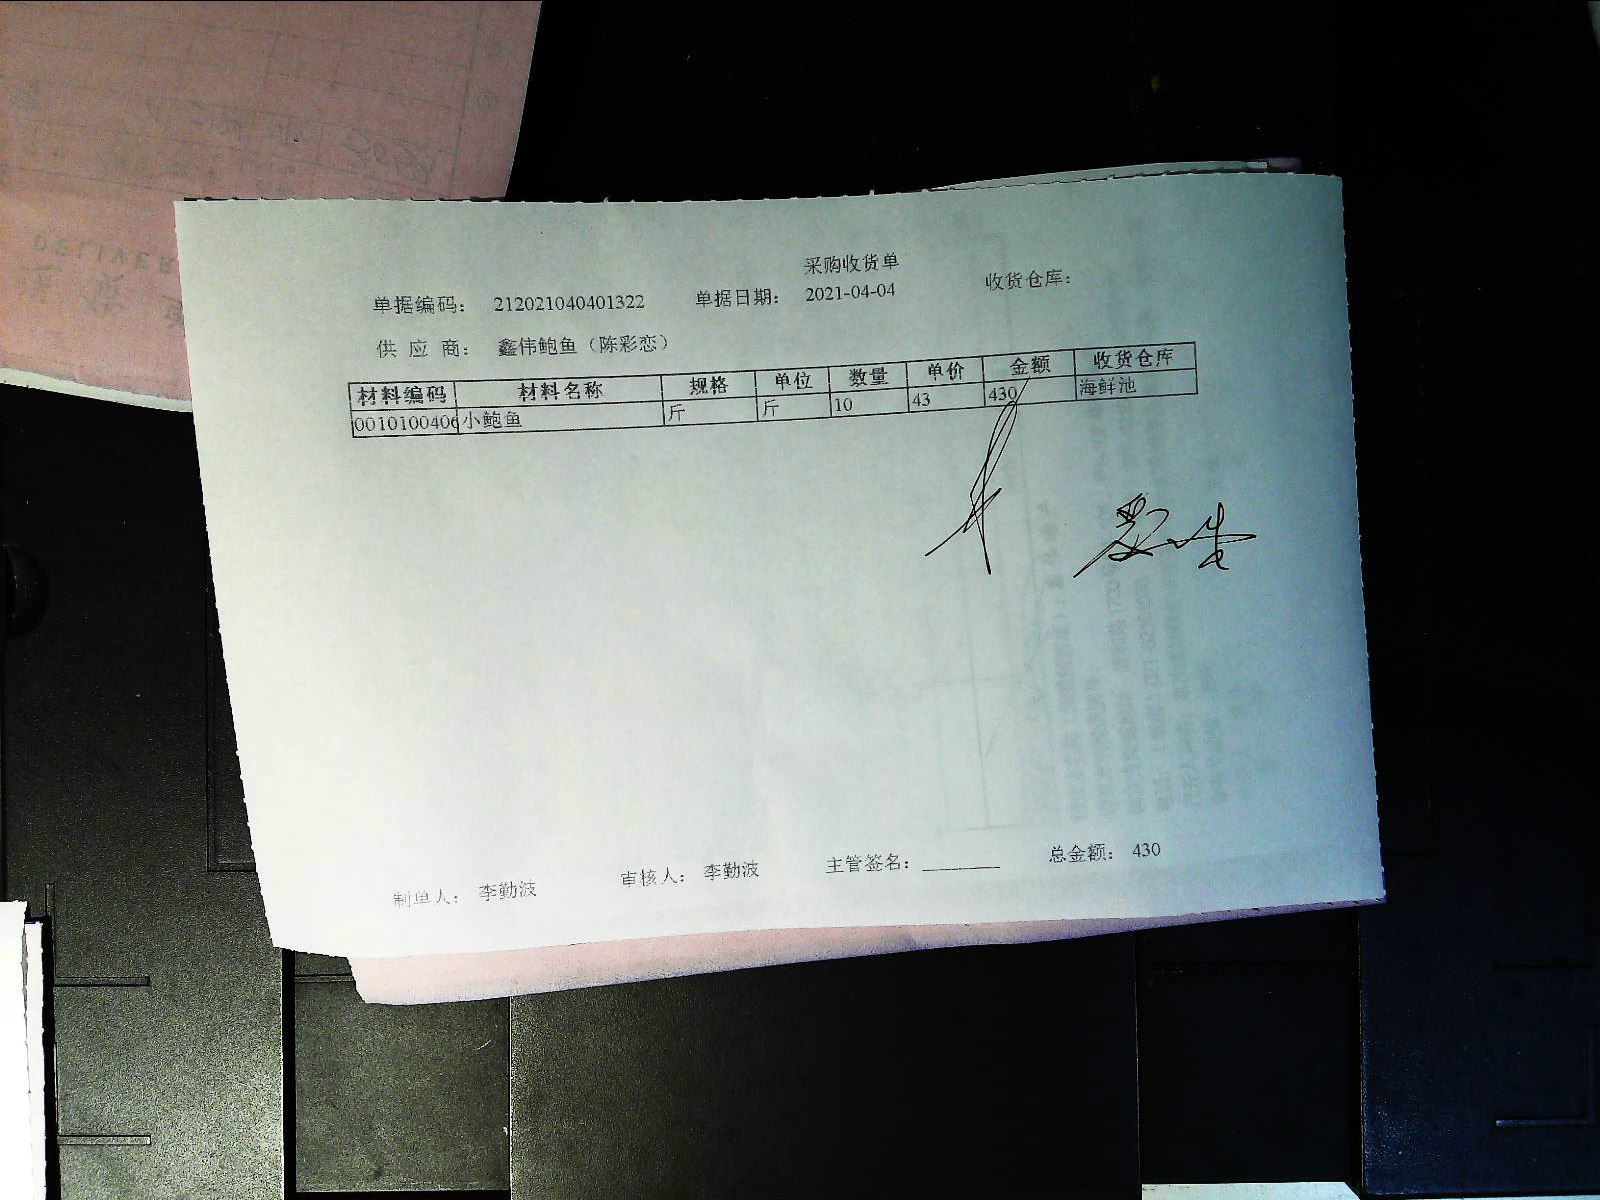 采购收货单
单据编码： 212021040401322 单据日期： 2021-04-04 收货仓库：
供 应 商： 鑫伟鲍鱼（陈彩恋）
材料编码 材料名称 规格 单位 数量 单价 金额 收货仓库
0010100406 小鲍鱼 斤 斤 10 43 430 海鲜池
制单人： 李勤波 审核人： 李勤波 主管签名： 总金额： 430
DELIVER